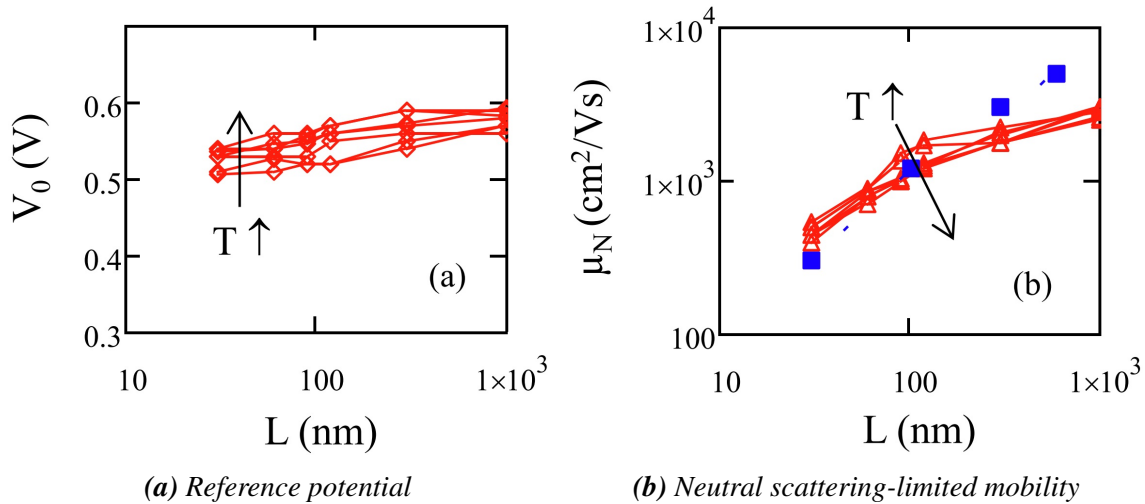 V₀ (V)
0.6
0.5
0.4
0.3
T ↑
(a)
10
100
1×10³
L (nm)
(a) Reference potential
μN (cm²/Vs)
1×10⁴
1×10³
100
T ↑
(b)
10
100
1×10³
L (nm)
(b) Neutral scattering-limited mobility